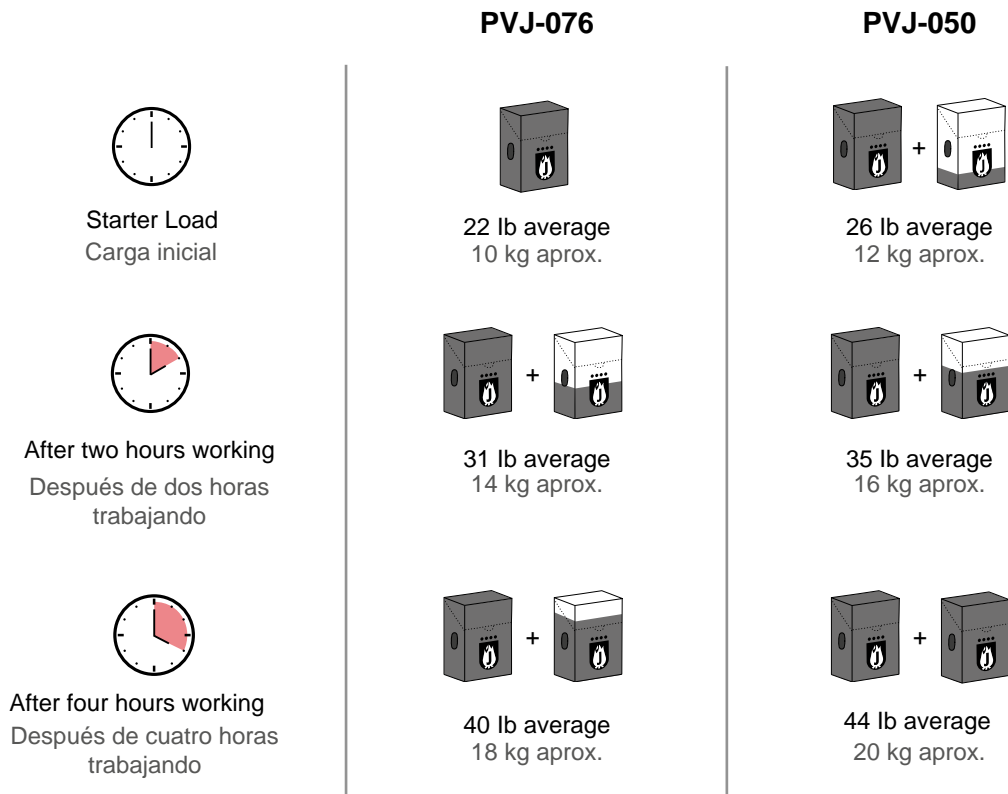 PVJ-076
PVJ-050
Starter Load
Carga inicial
22 lb average
10 kg aprox.
26 lb average
12 kg aprox.
After two hours working
Después de dos horas
trabajando
31 lb average
14 kg aprox.
35 lb average
16 kg aprox.
After four hours working
Después de cuatro horas
trabajando
40 lb average
18 kg aprox.
44 lb average
20 kg aprox.